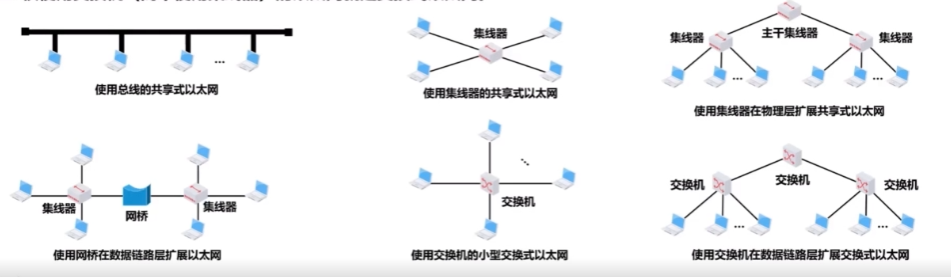 ...
使用总线的共享式以太网
集线器
使用集线器的共享式以太网
主干集线器
集线器
集线器
...
...
使用集线器在物理层扩展共享式以太网
集线器
网桥
集线器
使用网桥在数据链路层扩展以太网
...
交换机
使用交换机的小型交换式以太网
交换机
交换机
交换机
...
...
使用交换机在数据链路层扩展交换式以太网